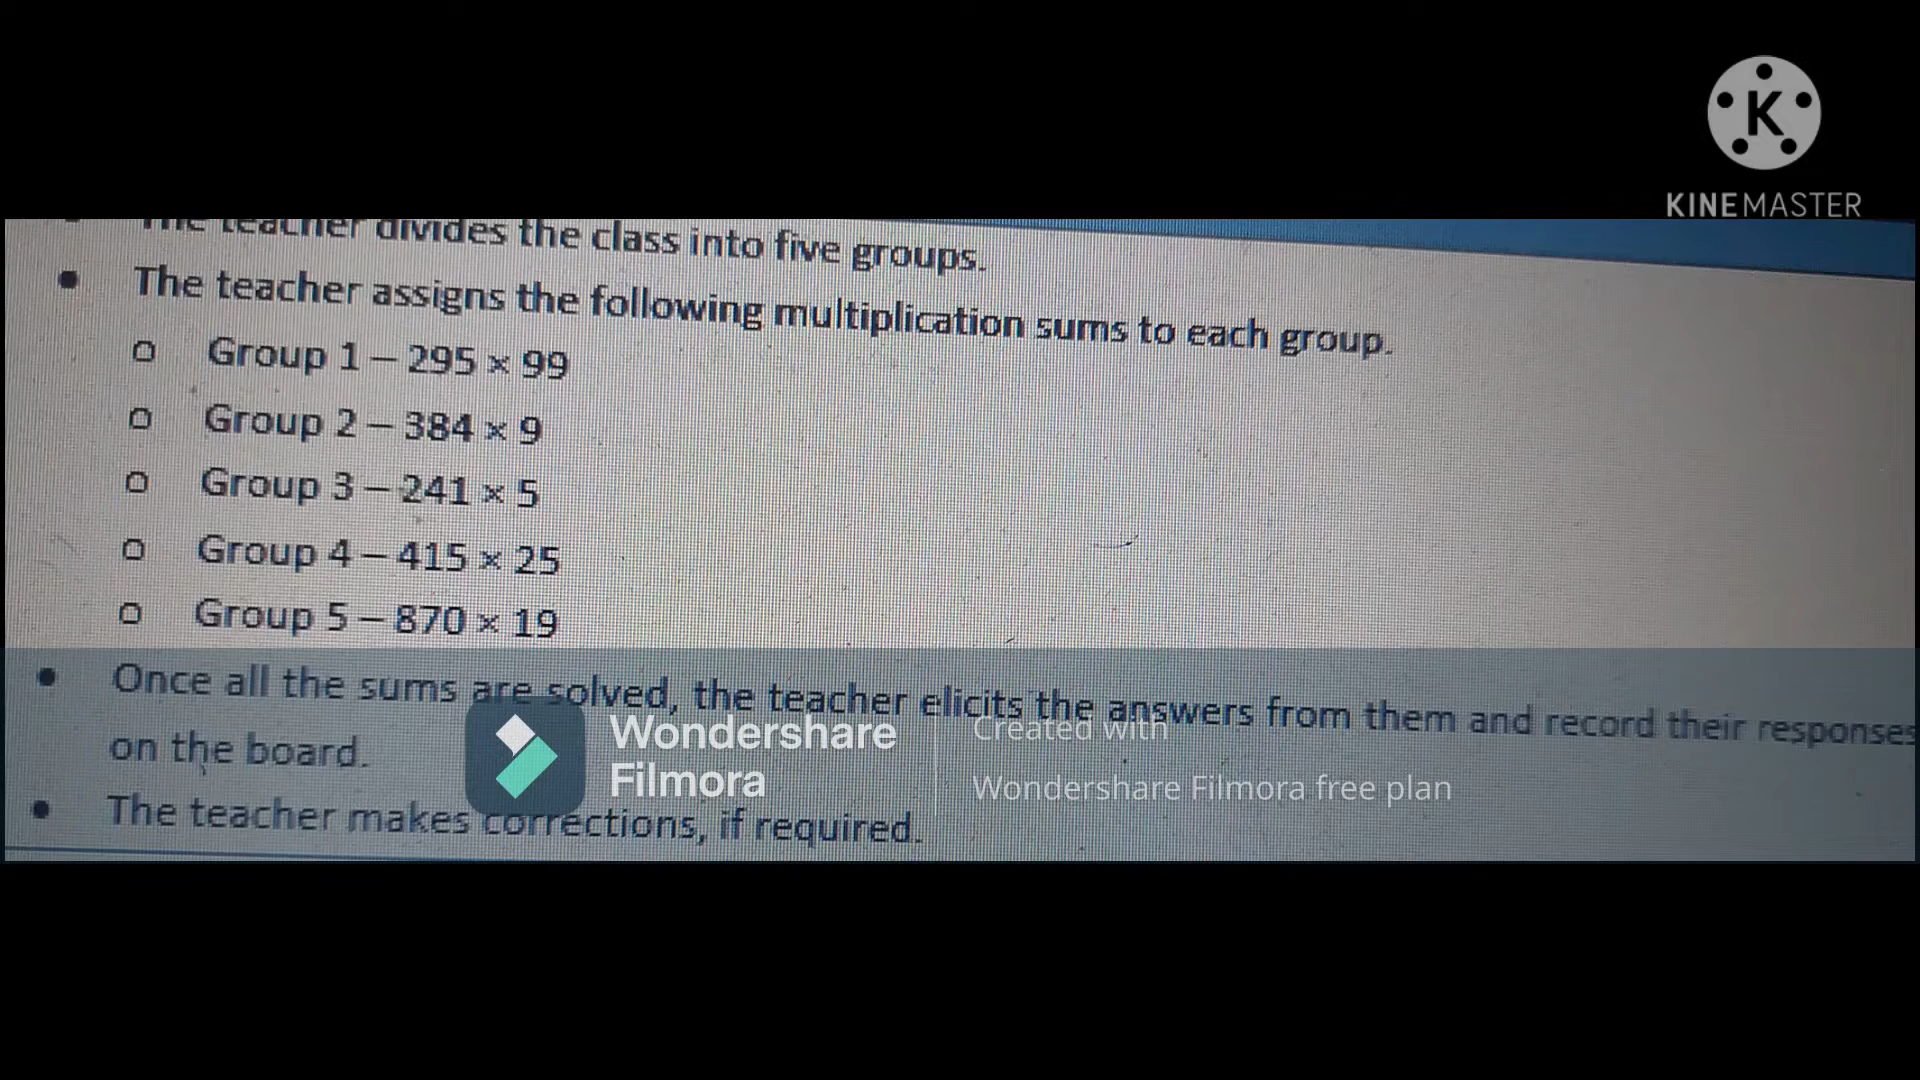 KINEMASTER
The teacher divides the class into five groups.
• The teacher assigns the following multiplication sums to each group.
o Group 1 – 295 × 99
o Group 2 – 384 × 9
o Group 3 – 241 × 5
o Group 4 – 415 × 25
o Group 5 – 870 × 19
• Once all the sums are solved, the teacher elicits the answers from them and record their responses
on the board.
Wondershare
Filmora
Created with
Wondershare Filmora free plan
• The teacher makes corrections, if required.